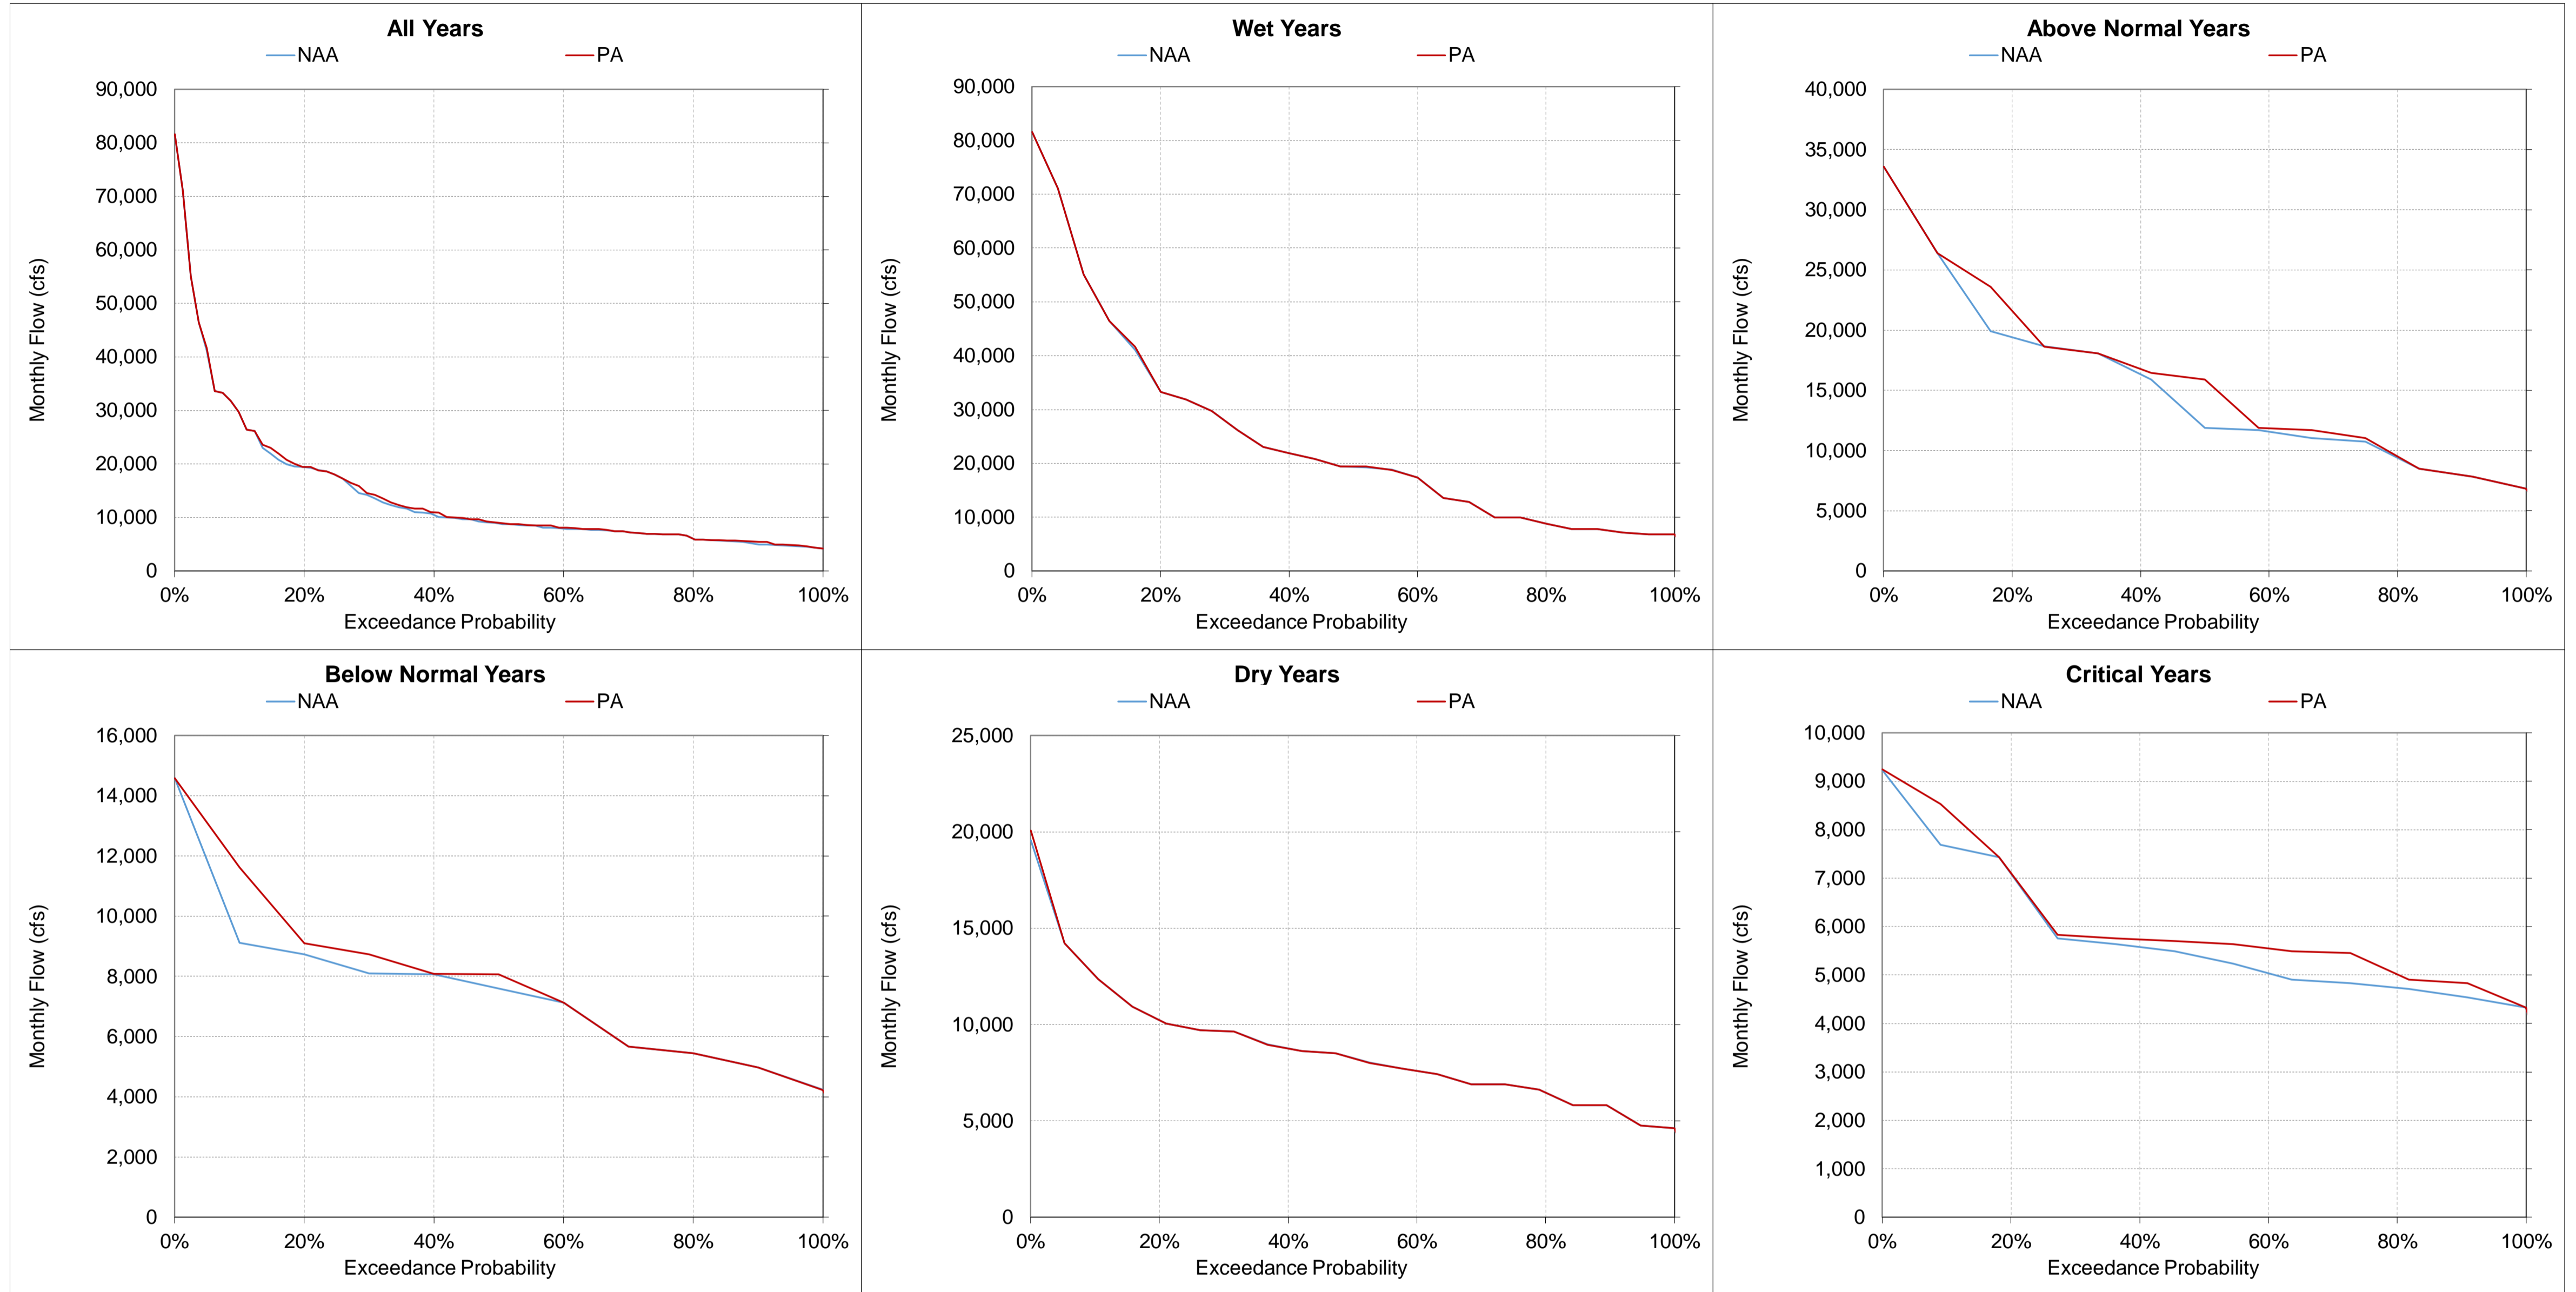 All Years
NAA PA
90,000
80,000
70,000
60,000
50,000
40,000
30,000
20,000
10,000
0
Monthly Flow (cfs)
0% 20% 40% 60% 80% 100%
Exceedance Probability
Wet Years
NAA PA
90,000
80,000
70,000
60,000
50,000
40,000
30,000
20,000
10,000
0
Monthly Flow (cfs)
0% 20% 40% 60% 80% 100%
Exceedance Probability
Above Normal Years
NAA PA
40,000
35,000
30,000
25,000
20,000
15,000
10,000
5,000
0
Monthly Flow (cfs)
0% 20% 40% 60% 80% 100%
Exceedance Probability
Below Normal Years
NAA PA
16,000
14,000
12,000
10,000
8,000
6,000
4,000
2,000
0
Monthly Flow (cfs)
0% 20% 40% 60% 80% 100%
Exceedance Probability
Dry Years
NAA PA
25,000
20,000
15,000
10,000
5,000
0
Monthly Flow (cfs)
0% 20% 40% 60% 80% 100%
Exceedance Probability
Critical Years
NAA PA
10,000
9,000
8,000
7,000
6,000
5,000
4,000
3,000
2,000
1,000
0
Monthly Flow (cfs)
0% 20% 40% 60% 80% 100%
Exceedance Probability